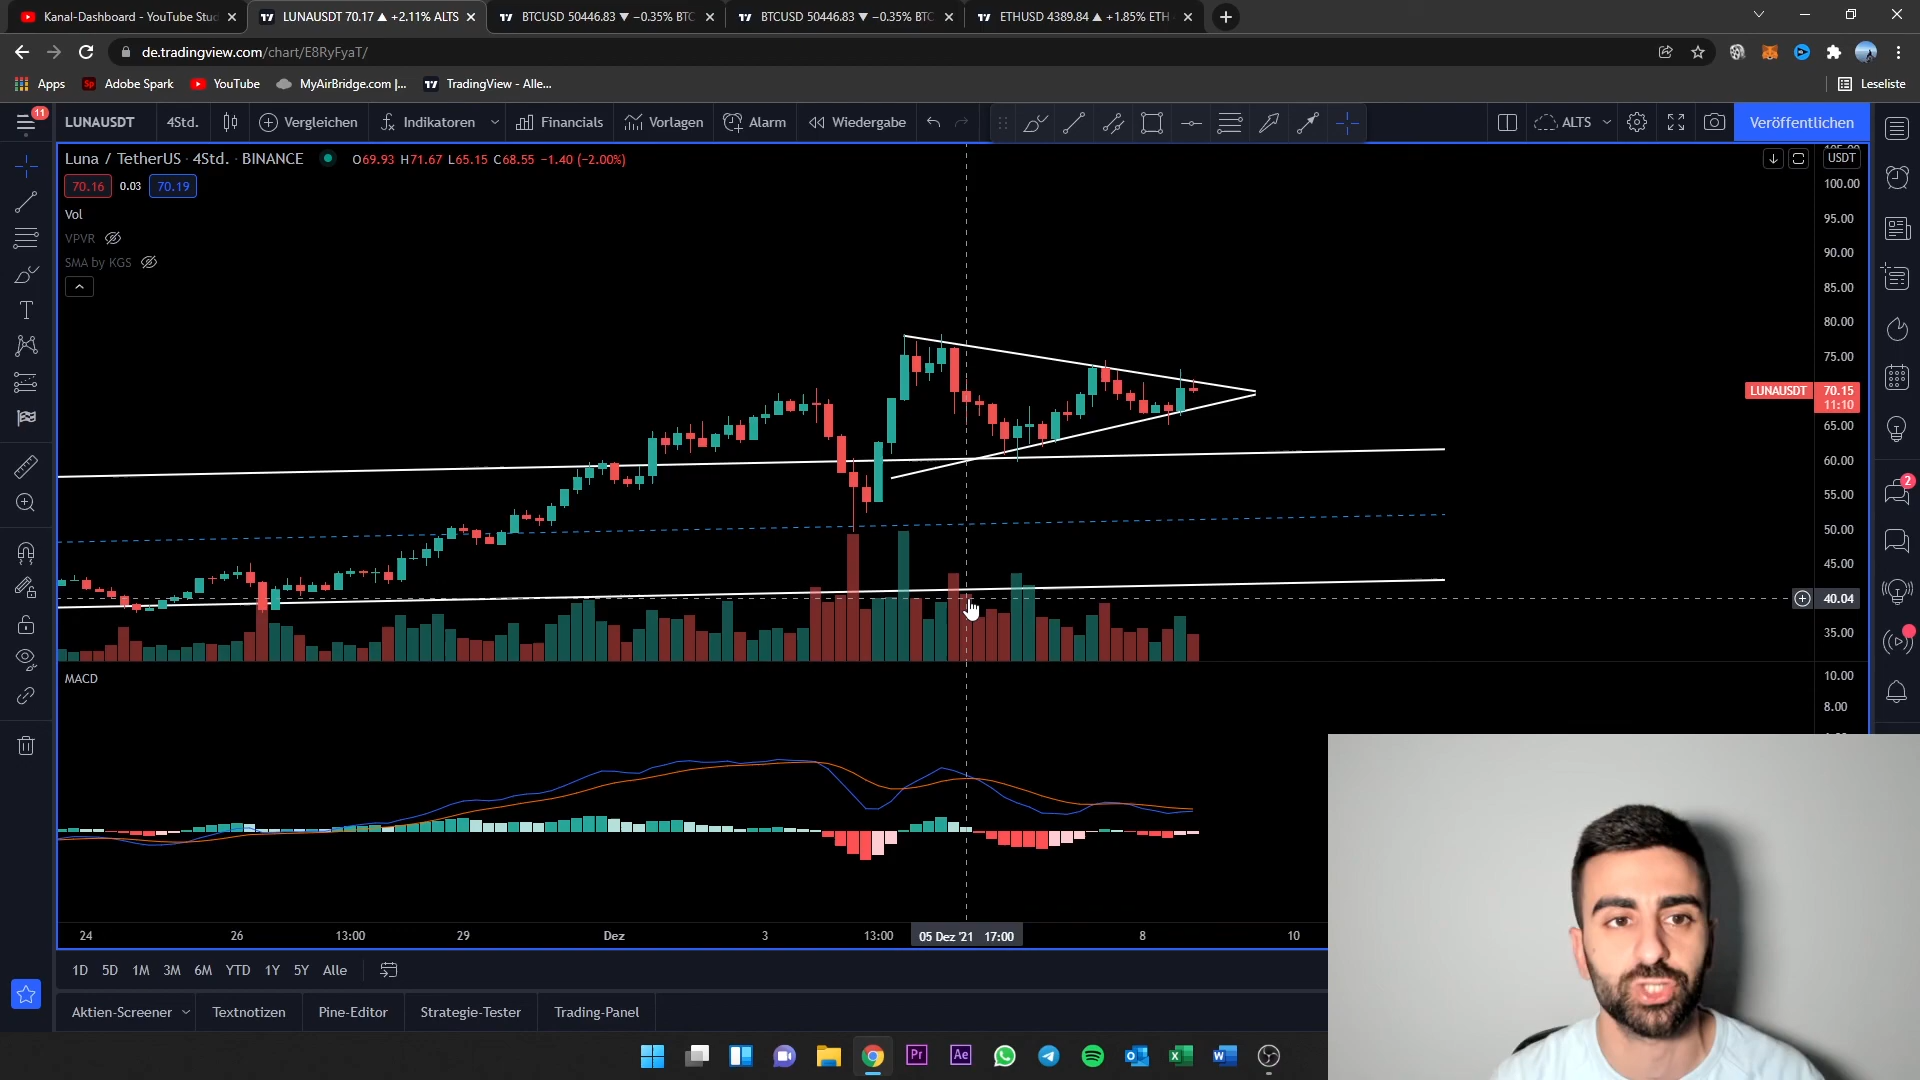 Kanal-Dashboard - YouTube Stu
LUNAUSDT 70.17 ▲ +2.11% ALTS
BTCUSD 50446.83 ▼ −0.35% BTC
BTCUSD 50446.83 ▼ −0.35% BTC
ETHUSD 4389.84 ▲ +1.85% ETH
de.tradingview.com/chart/E8RyFyaT/
Apps
Sp Adobe Spark
YouTube
MyAirBridge.com |...
TradingView - Alle...
Leseliste
11
LUNAUSDT
4Std.
Vergleichen
Indikatoren
Financials
Vorlagen
Alarm
Wiedergabe
ALTS
Veröffentlichen
Luna / TetherUS · 4Std. · BINANCE
O69.93 H71.67 L65.15 C68.55 −1.40 (−2.00%)
USDT
70.16 0.03 70.19
Vol
VPVR
SMA by KGS
100.00
95.00
90.00
85.00
80.00
75.00
LUNAUSDT 70.15
11:10
65.00
60.00
55.00
50.00
45.00
40.04
35.00
2
MACD
10.00
8.00
24 26 13:00 29 Dez 3 13:00 05 Dez '21 17:00 8 10
1D 5D 1M 3M 6M YTD 1Y 5Y Alle
Aktien-Screener
Textnotizen
Pine-Editor
Strategie-Tester
Trading-Panel
Pr
Ae